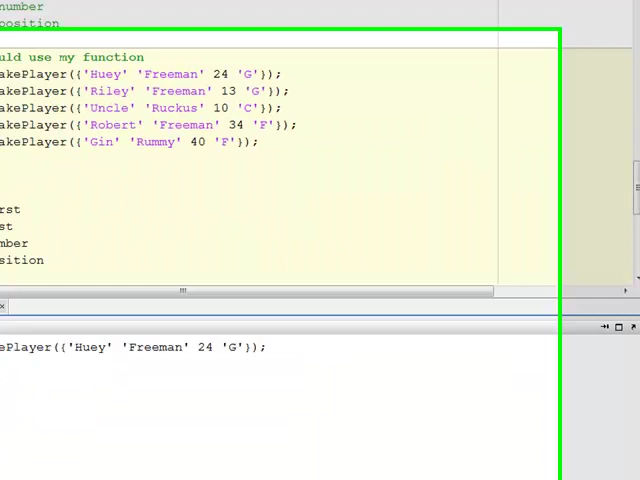 number
position
uld use my function
akePlayer({'Huey' 'Freeman' 24 'G'});
akePlayer({'Riley' 'Freeman' 13 'G'});
akePlayer({'Uncle' 'Ruckus' 10 'C'});
akePlayer({'Robert' 'Freeman' 34 'F'});
akePlayer({'Gin' 'Rummy' 40 'F'});
rst
st
mber
sition
ePlayer({'Huey' 'Freeman' 24 'G'});